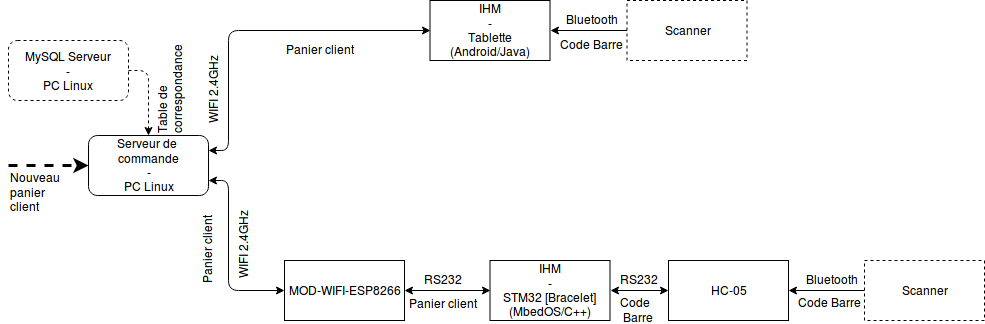 IHM
-
Tablette
(Android/Java)
Bluetooth
Code Barre
Scanner
Panier client
WIFI 2.4GHz
MySQL Serveur
-
PC Linux
Table de
correspondance
Serveur de
commande
-
PC Linux
Nouveau
panier
client
Panier client
WIFI 2.4GHz
MOD-WIFI-ESP8266
RS232
Panier client
IHM
-
STM32 [Bracelet]
(MbedOS/C++)
RS232
Code
Barre
HC-05
Bluetooth
Code Barre
Scanner